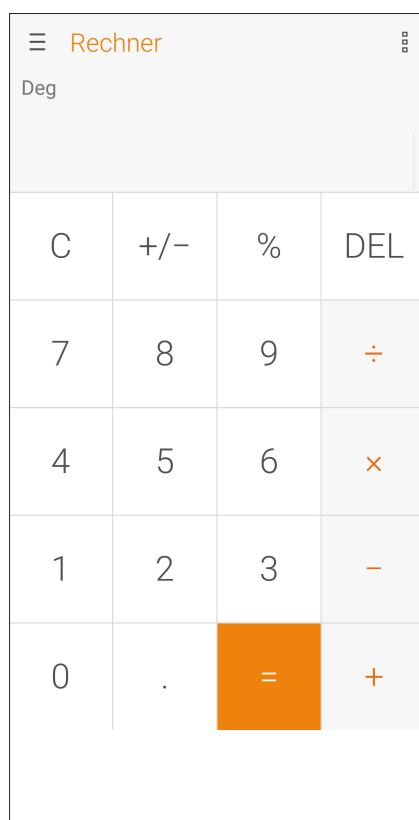 Rechner
Deg
C +/− % DEL
7 8 9 ÷
4 5 6 ×
1 2 3 −
0 . = +